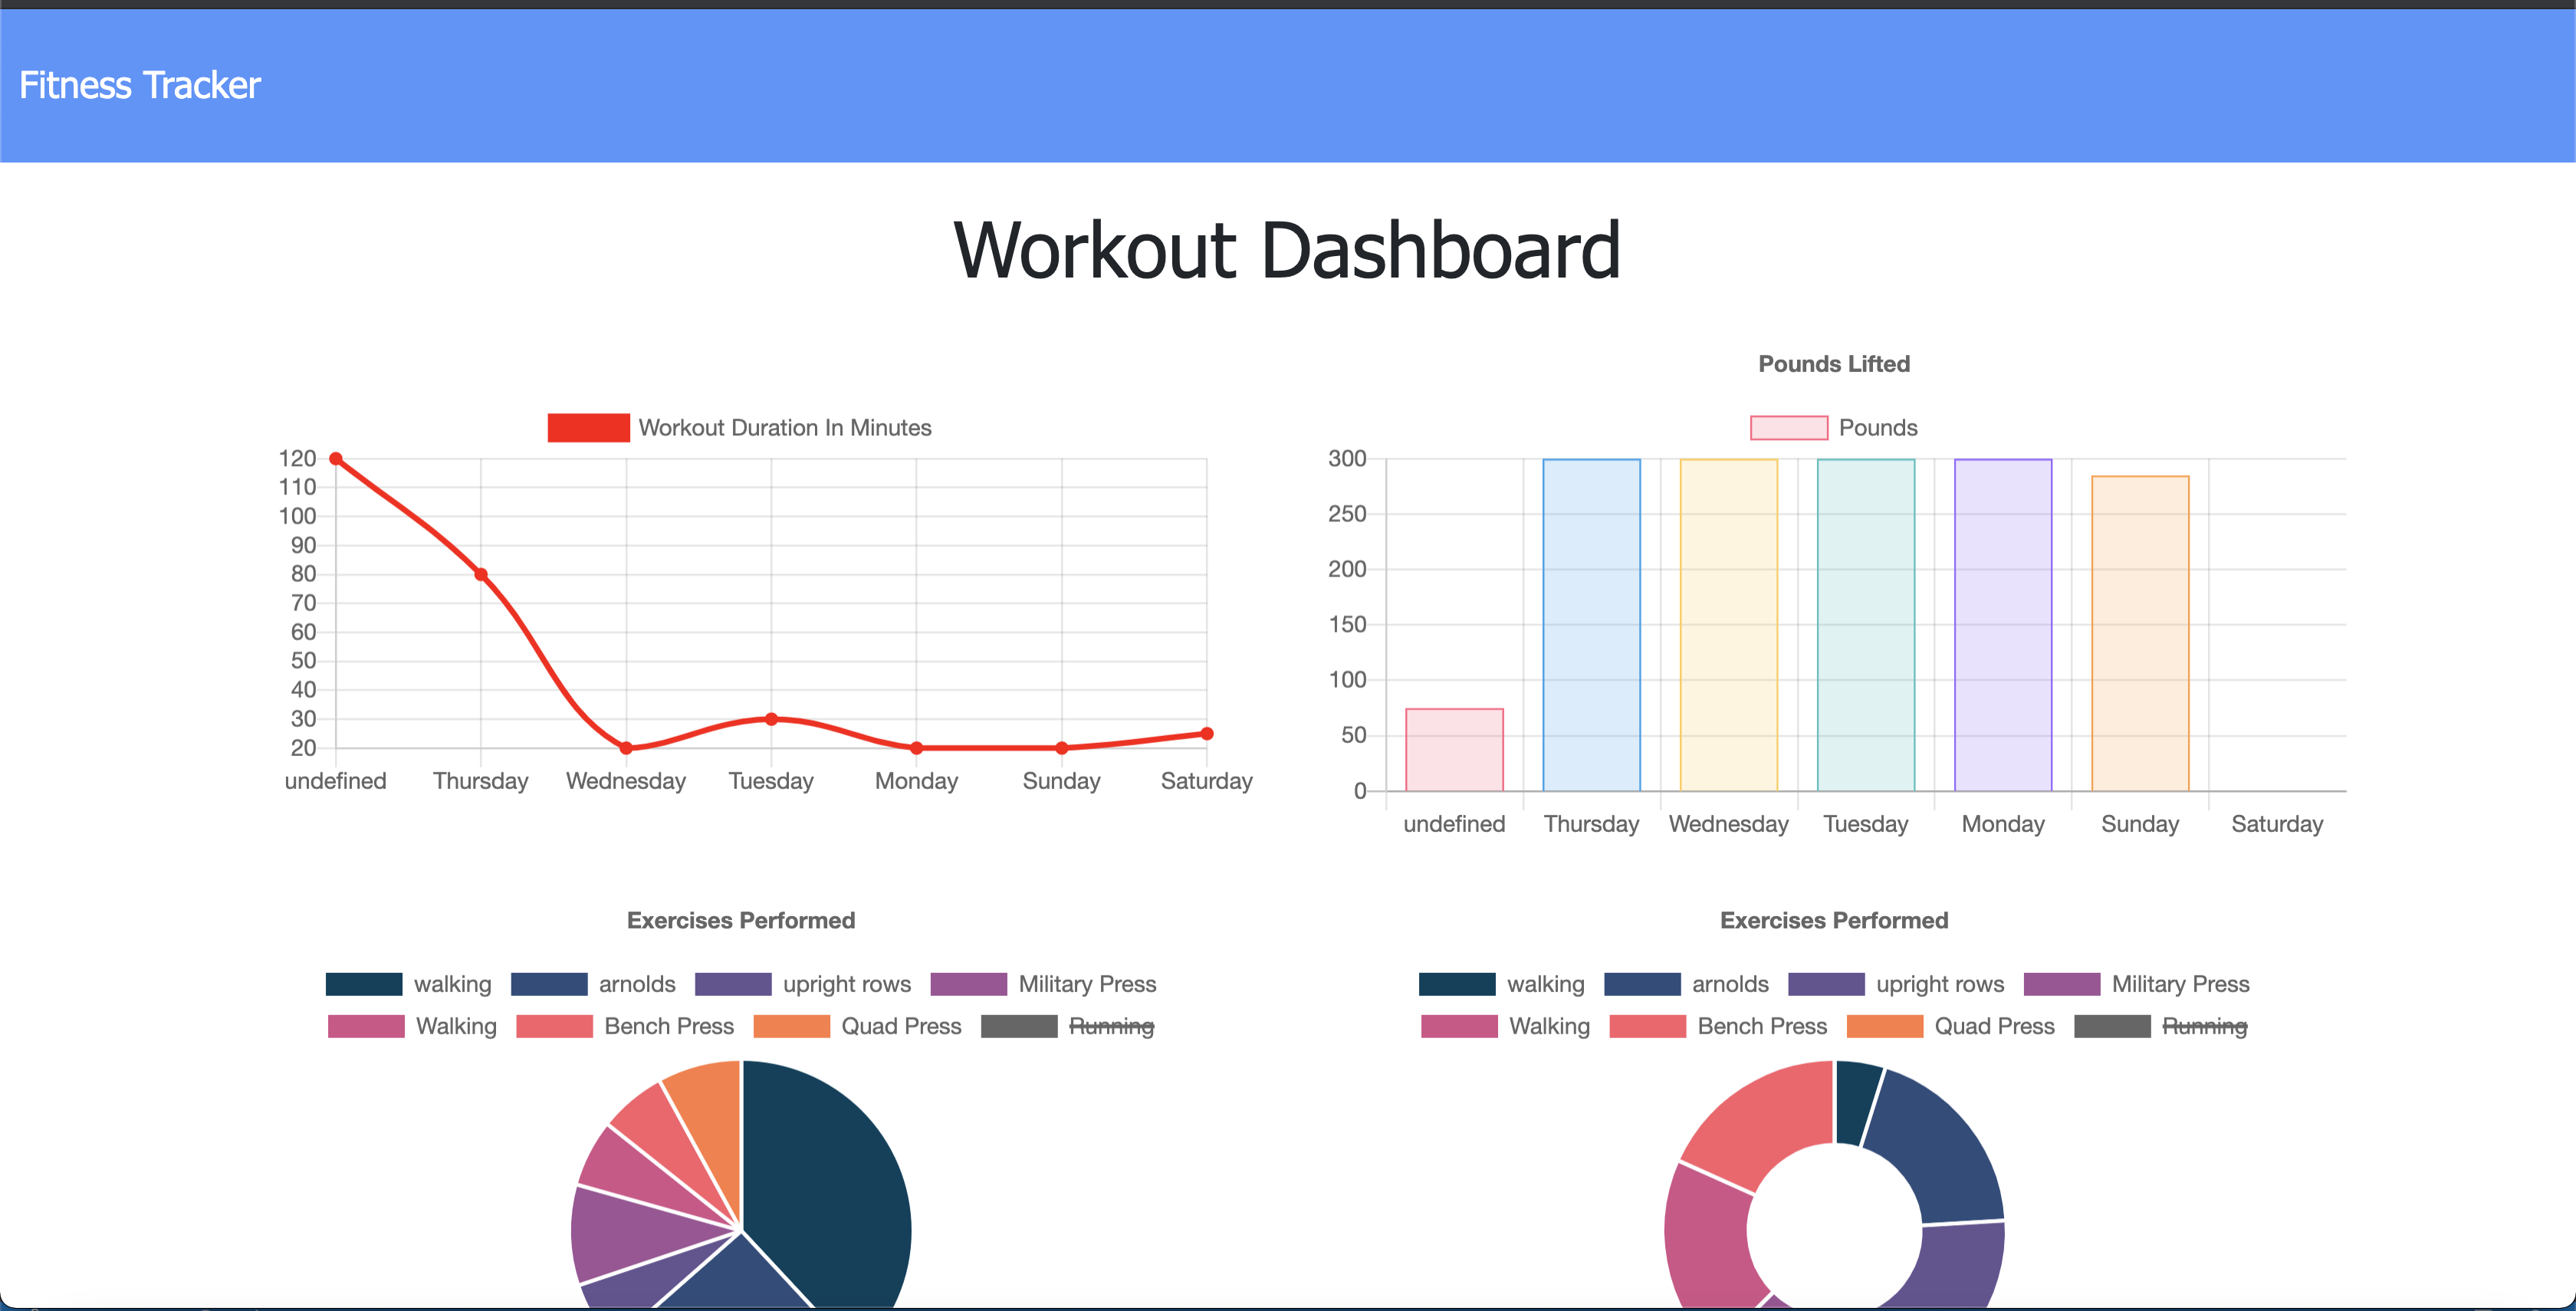 Fitness Tracker
Workout Dashboard
Workout Duration In Minutes
120
110
100
90
80
70
60
50
40
30
20
undefined Thursday Wednesday Tuesday Monday Sunday Saturday
Pounds Lifted
Pounds
300
250
200
150
100
50
0
undefined Thursday Wednesday Tuesday Monday Sunday Saturday
Exercises Performed
walking arnolds upright rows Military Press
Walking Bench Press Quad Press Running
Exercises Performed
walking arnolds upright rows Military Press
Walking Bench Press Quad Press Running